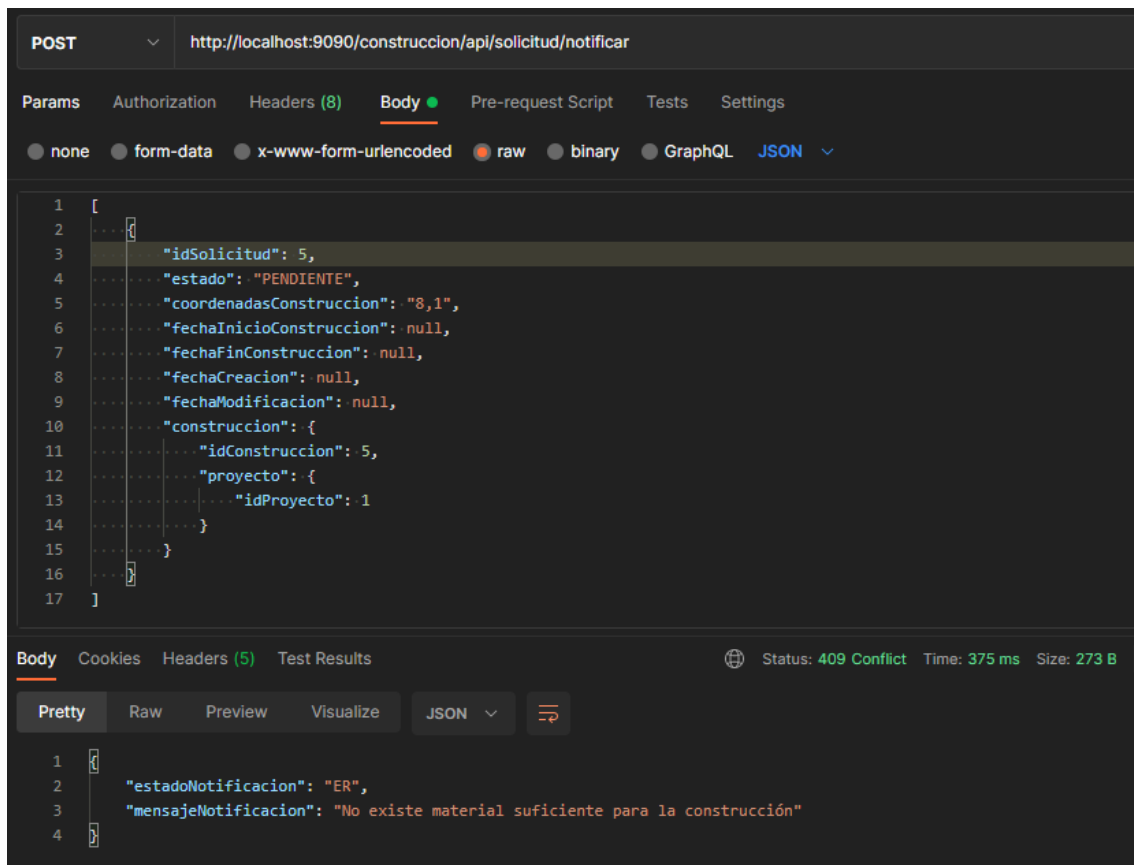 POST http://localhost:9090/construccion/api/solicitud/notificar
Params Authorization Headers (8) Body Pre-request Script Tests Settings
none form-data x-www-form-urlencoded raw binary GraphQL JSON
1 [
2 {
3 "idSolicitud": 5,
4 "estado": "PENDIENTE",
5 "coordenadasConstruccion": "8,1",
6 "fechaInicioConstruccion": null,
7 "fechaFinConstruccion": null,
8 "fechaCreacion": null,
9 "fechaModificacion": null,
10 "construccion": {
11 "idConstruccion": 5,
12 "proyecto": {
13 "idProyecto": 1
14 }
15 }
16 }
17 ]
Body Cookies Headers (5) Test Results Status: 409 Conflict Time: 375 ms Size: 273 B
Pretty Raw Preview Visualize JSON
1 {
2 "estadoNotificacion": "ER",
3 "mensajeNotificacion": "No existe material suficiente para la construcción"
4 }